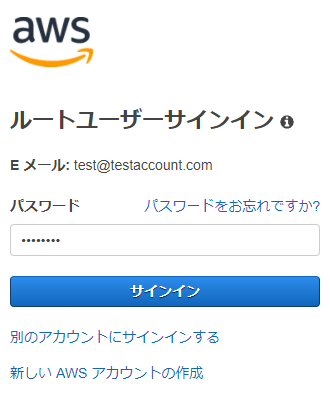 aws
ルートユーザーサインイン
E メール: test@testaccount.com
パスワード パスワードをお忘れですか?
••••••••
サインイン
別のアカウントにサインインする
新しい AWS アカウントの作成